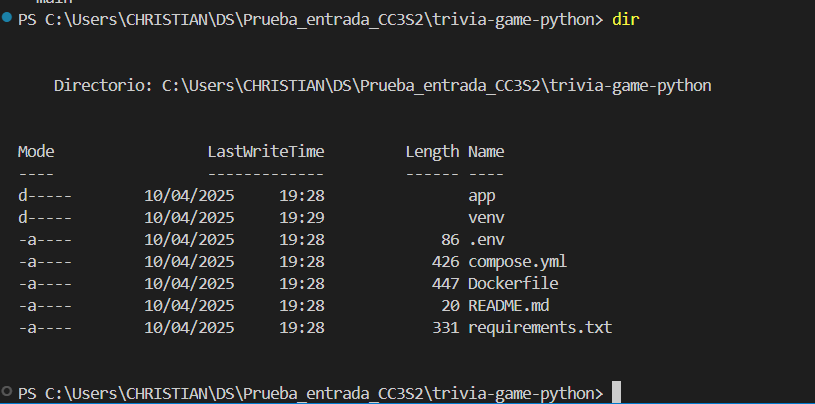 main
PS C:\Users\CHRISTIAN\DS\Prueba_entrada_CC3S2\trivia-game-python> dir
Directorio: C:\Users\CHRISTIAN\DS\Prueba_entrada_CC3S2\trivia-game-python
Mode LastWriteTime Length Name
---- ------------- ------ ----
d----- 10/04/2025 19:28 app
d----- 10/04/2025 19:29 venv
-a---- 10/04/2025 19:28 86 .env
-a---- 10/04/2025 19:28 426 compose.yml
-a---- 10/04/2025 19:28 447 Dockerfile
-a---- 10/04/2025 19:28 20 README.md
-a---- 10/04/2025 19:28 331 requirements.txt
PS C:\Users\CHRISTIAN\DS\Prueba_entrada_CC3S2\trivia-game-python>